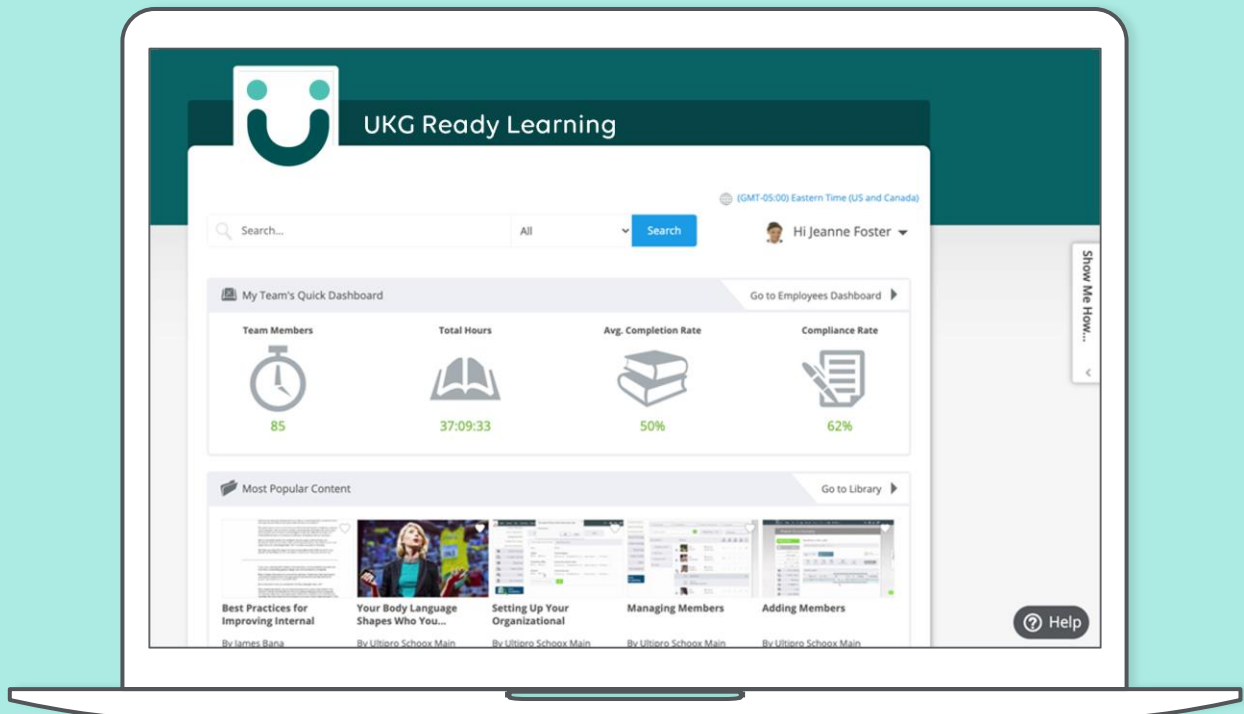 UKG Ready Learning
(GMT-05:00) Eastern Time (US and Canada)
Search...
All
Search
Hi Jeanne Foster
Show Me How...
My Team's Quick Dashboard
Go to Employees Dashboard
Team Members
Total Hours
Avg. Completion Rate
Compliance Rate
85
37:09:33
50%
62%
Most Popular Content
Go to Library
Best Practices for
Improving Internal
By James Bana
Your Body Language
Shapes Who You...
By Ultipro Schoox Main
Setting Up Your
Organizational
By Ultipro Schoox Main
Managing Members
By Ultipro Schoox Main
Adding Members
By Ultipro Schoox Main
Help